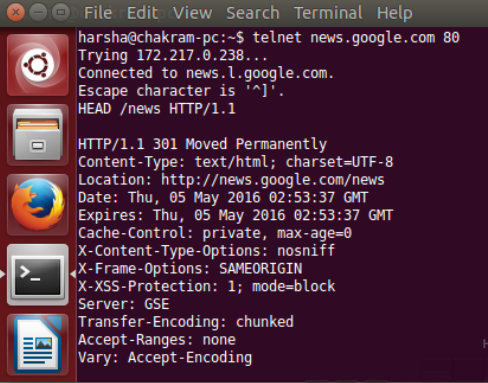 File Edit View Search Terminal Help
harsha@chakram-pc:~$ telnet news.google.com 80
Trying 172.217.0.238...
Connected to news.l.google.com.
Escape character is '^]'.
HEAD /news HTTP/1.1

HTTP/1.1 301 Moved Permanently
Content-Type: text/html; charset=UTF-8
Location: http://news.google.com/news
Date: Thu, 05 May 2016 02:53:37 GMT
Expires: Thu, 05 May 2016 02:53:37 GMT
Cache-Control: private, max-age=0
X-Content-Type-Options: nosniff
X-Frame-Options: SAMEORIGIN
X-XSS-Protection: 1; mode=block
Server: GSE
Transfer-Encoding: chunked
Accept-Ranges: none
Vary: Accept-Encoding